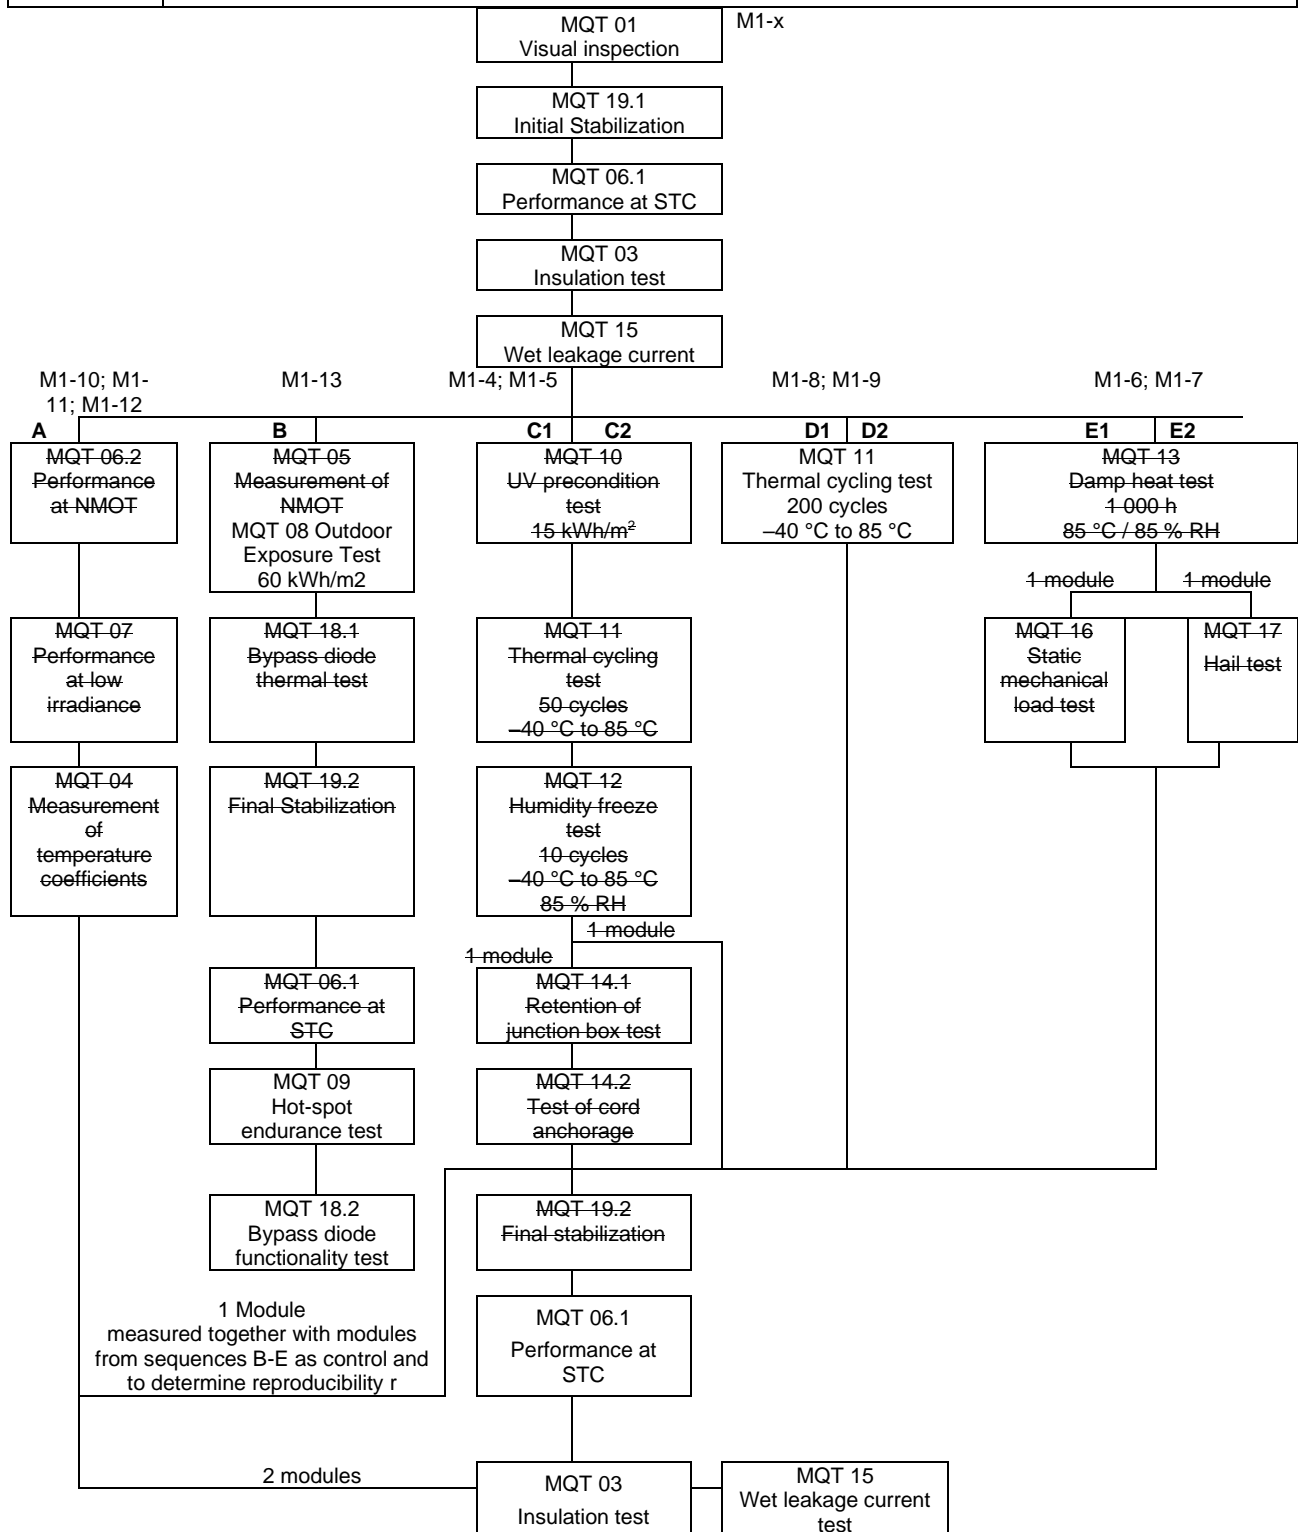 MQT 01
Visual inspection
M1-x
MQT 19.1
Initial Stabilization
MQT 06.1
Performance at STC
MQT 03
Insulation test
MQT 15
Wet leakage current
M1-10; M1-
11; M1-12
M1-13
M1-4; M1-5
M1-8; M1-9
M1-6; M1-7
A
MQT 06.2
Performance
at NMOT
MQT 07
Performance
at low
irradiance
MQT 04
Measurement
of
temperature
coefficients
B
MQT 05
Measurement of
NMOT
MQT 08 Outdoor
Exposure Test
60 kWh/m2
MQT 18.1
Bypass diode
thermal test
MQT 19.2
Final Stabilization
MQT 06.1
Performance at
STC
MQT 09
Hot-spot
endurance test
MQT 18.2
Bypass diode
functionality test
C1 C2
MQT 10
UV precondition
test
15 kWh/m²
MQT 11
Thermal cycling
test
50 cycles
–40 °C to 85 °C
MQT 12
Humidity freeze
test
10 cycles
–40 °C to 85 °C
85 % RH
1 module
1 module
MQT 14.1
Retention of
junction box test
MQT 14.2
Test of cord
anchorage
D1 D2
MQT 11
Thermal cycling test
200 cycles
–40 °C to 85 °C
E1 E2
MQT 13
Damp heat test
1 000 h
85 °C / 85 % RH
1 module
1 module
MQT 16
Static
mechanical
load test
MQT 17
Hail test
MQT 19.2
Final stabilization
1 Module
measured together with modules
from sequences B-E as control and
to determine reproducibility r
MQT 06.1
Performance at
STC
2 modules
MQT 03
Insulation test
MQT 15
Wet leakage current
test